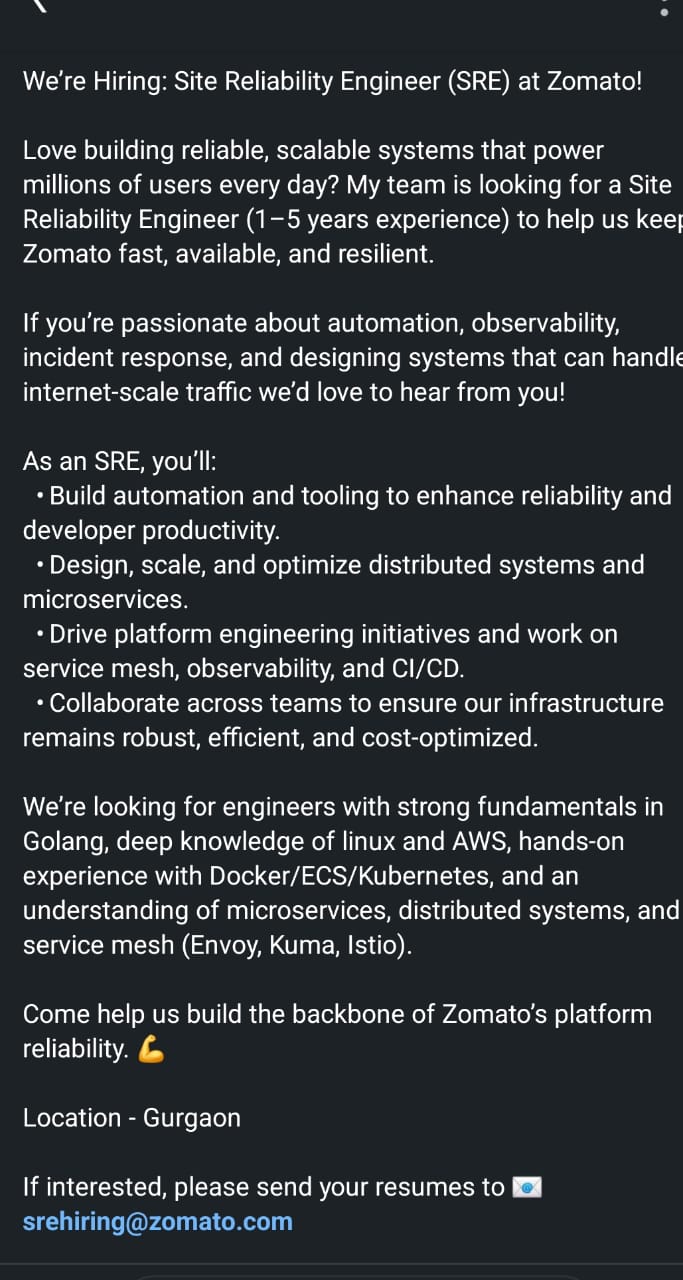 We’re Hiring: Site Reliability Engineer (SRE) at Zomato!
Love building reliable, scalable systems that power
millions of users every day? My team is looking for a Site
Reliability Engineer (1–5 years experience) to help us keep
Zomato fast, available, and resilient.
If you’re passionate about automation, observability,
incident response, and designing systems that can handle
internet-scale traffic we’d love to hear from you!
As an SRE, you’ll:
• Build automation and tooling to enhance reliability and
developer productivity.
• Design, scale, and optimize distributed systems and
microservices.
• Drive platform engineering initiatives and work on
service mesh, observability, and CI/CD.
• Collaborate across teams to ensure our infrastructure
remains robust, efficient, and cost-optimized.
We’re looking for engineers with strong fundamentals in
Golang, deep knowledge of linux and AWS, hands-on
experience with Docker/ECS/Kubernetes, and an
understanding of microservices, distributed systems, and
service mesh (Envoy, Kuma, Istio).
Come help us build the backbone of Zomato’s platform
reliability. 💪
Location - Gurgaon
If interested, please send your resumes to 📧
srehiring@zomato.com